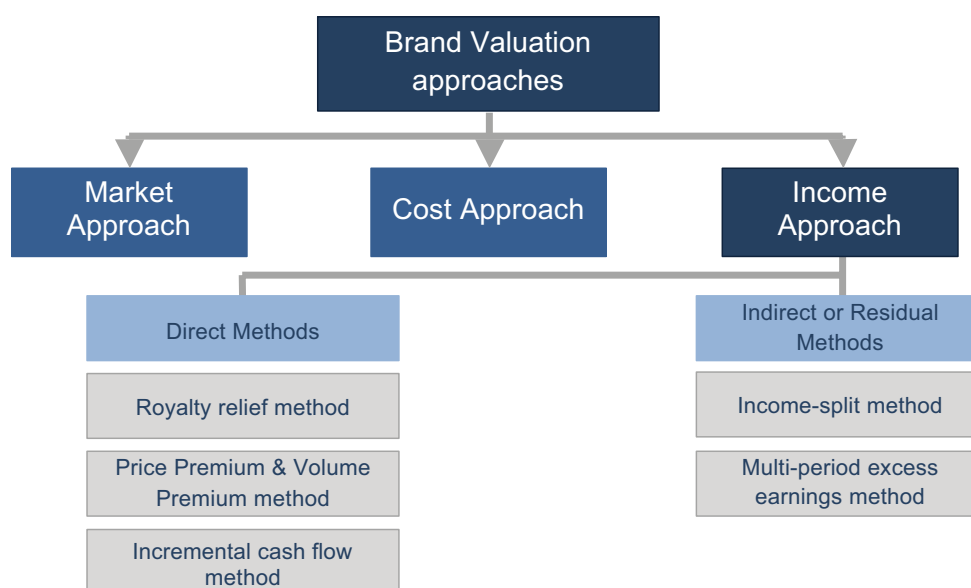 Brand Valuation
approaches
Market
Approach
Cost Approach
Income
Approach
Direct Methods
Indirect or Residual
Methods
Royalty relief method
Income-split method
Price Premium & Volume
Premium method
Multi-period excess
earnings method
Incremental cash flow
method